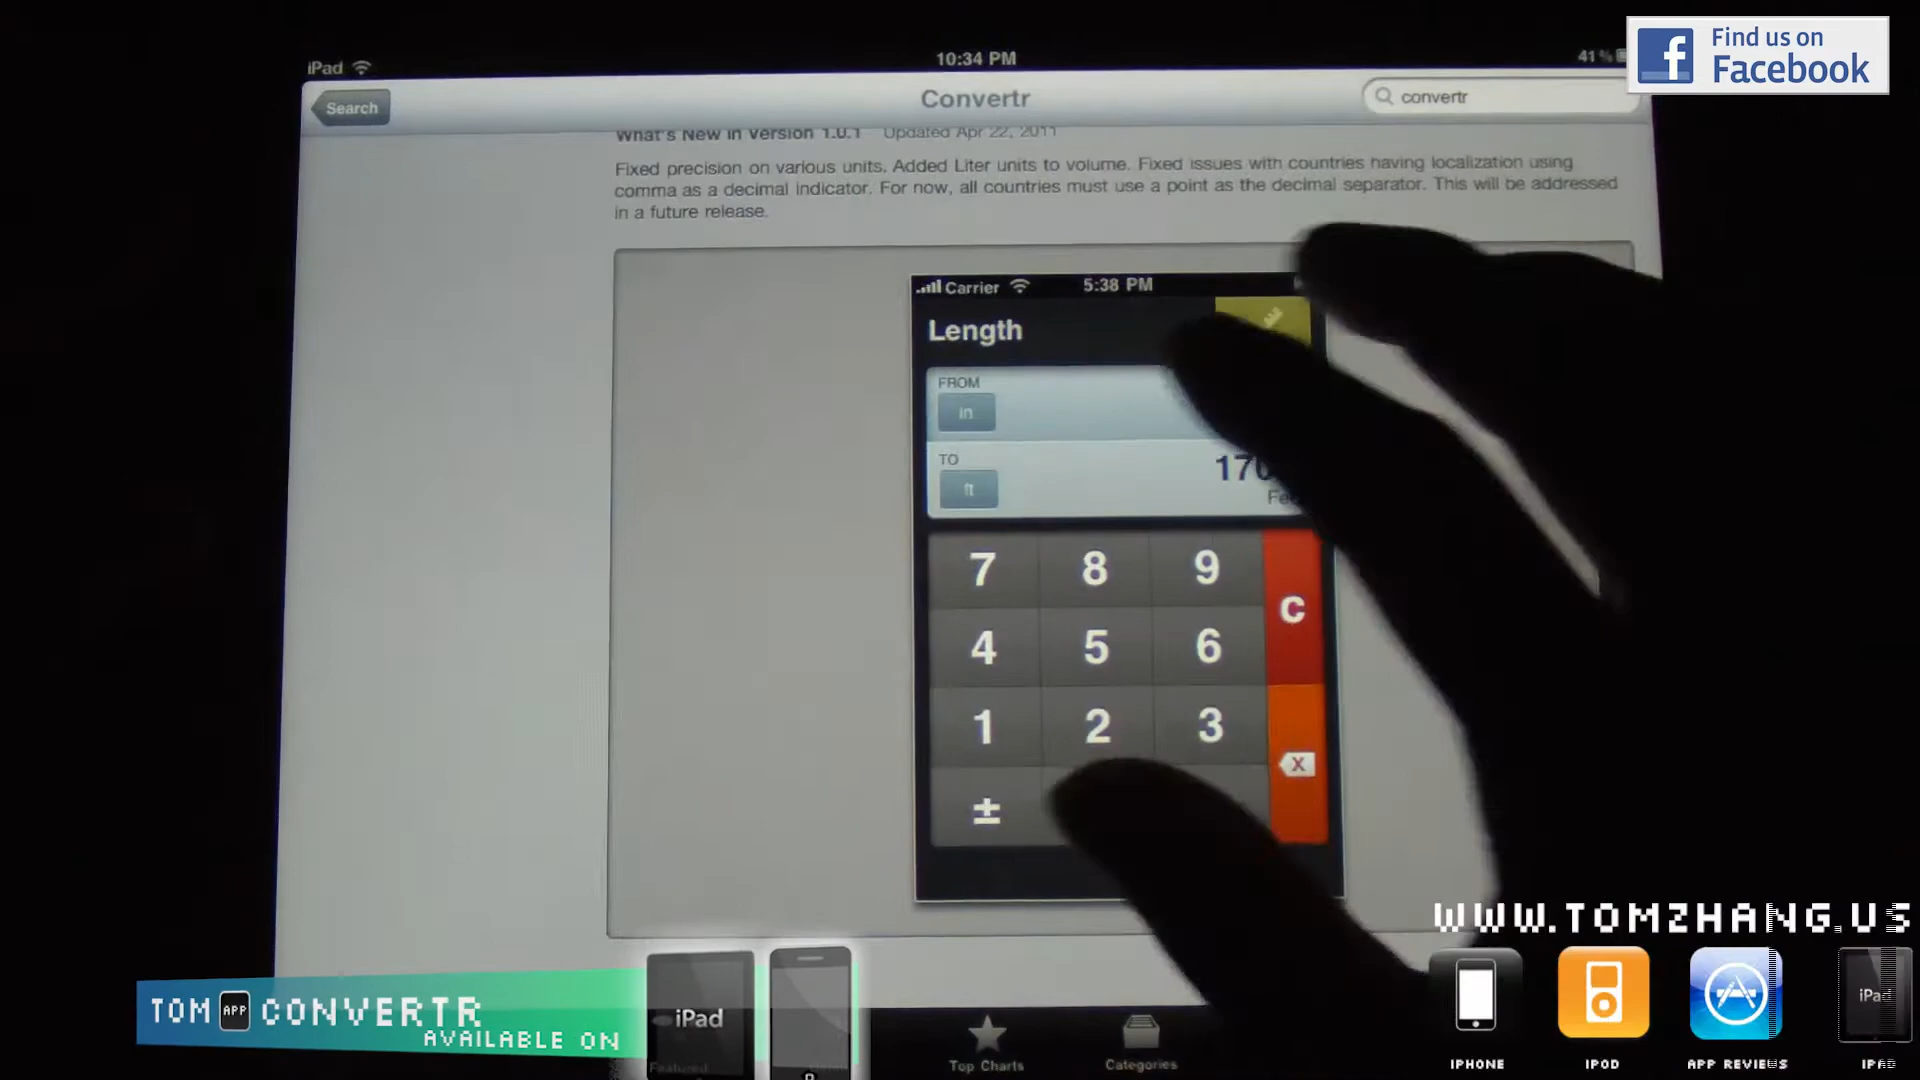 Find us on
Facebook
iPad
10:34 PM
41%
Search
Convertr
convertr
What's New in Version 1.0.1 Updated Apr 22, 2011
Fixed precision on various units. Added Liter units to volume. Fixed issues with countries having localization using
comma as a decimal indicator. For now, all countries must use a point as the decimal separator. This will be addressed
in a future release.
Carrier
5:38 PM
Length
FROM
in
TO
ft
7 8 9
C
4 5 6
1 2 3
X
±
WWW.TOMZHANG.US
TOM APP CONVERTR
AVAILABLE ON
iPad
Featured
Top Charts
Categories
iPad
IPHONE
IPOD
APP REVIEWS
IPAD